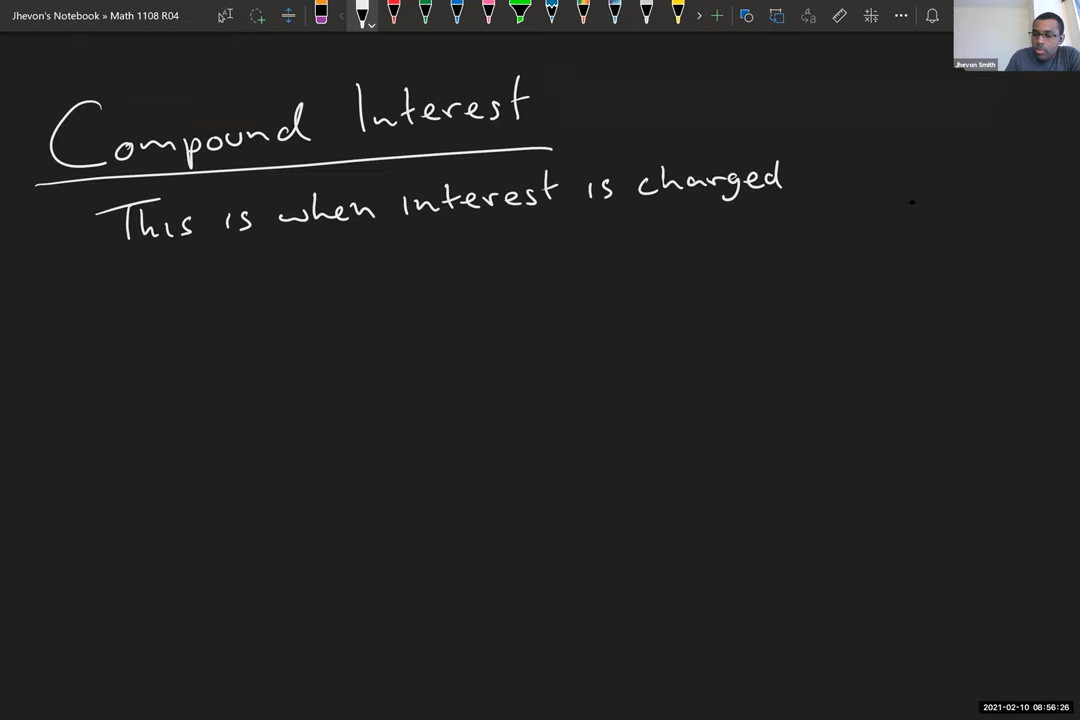 Jhevon's Notebook » Math 1108 R04
Jhevon Smith
Compound Interest
This is when interest is charged
2021-02-10 08:56:26